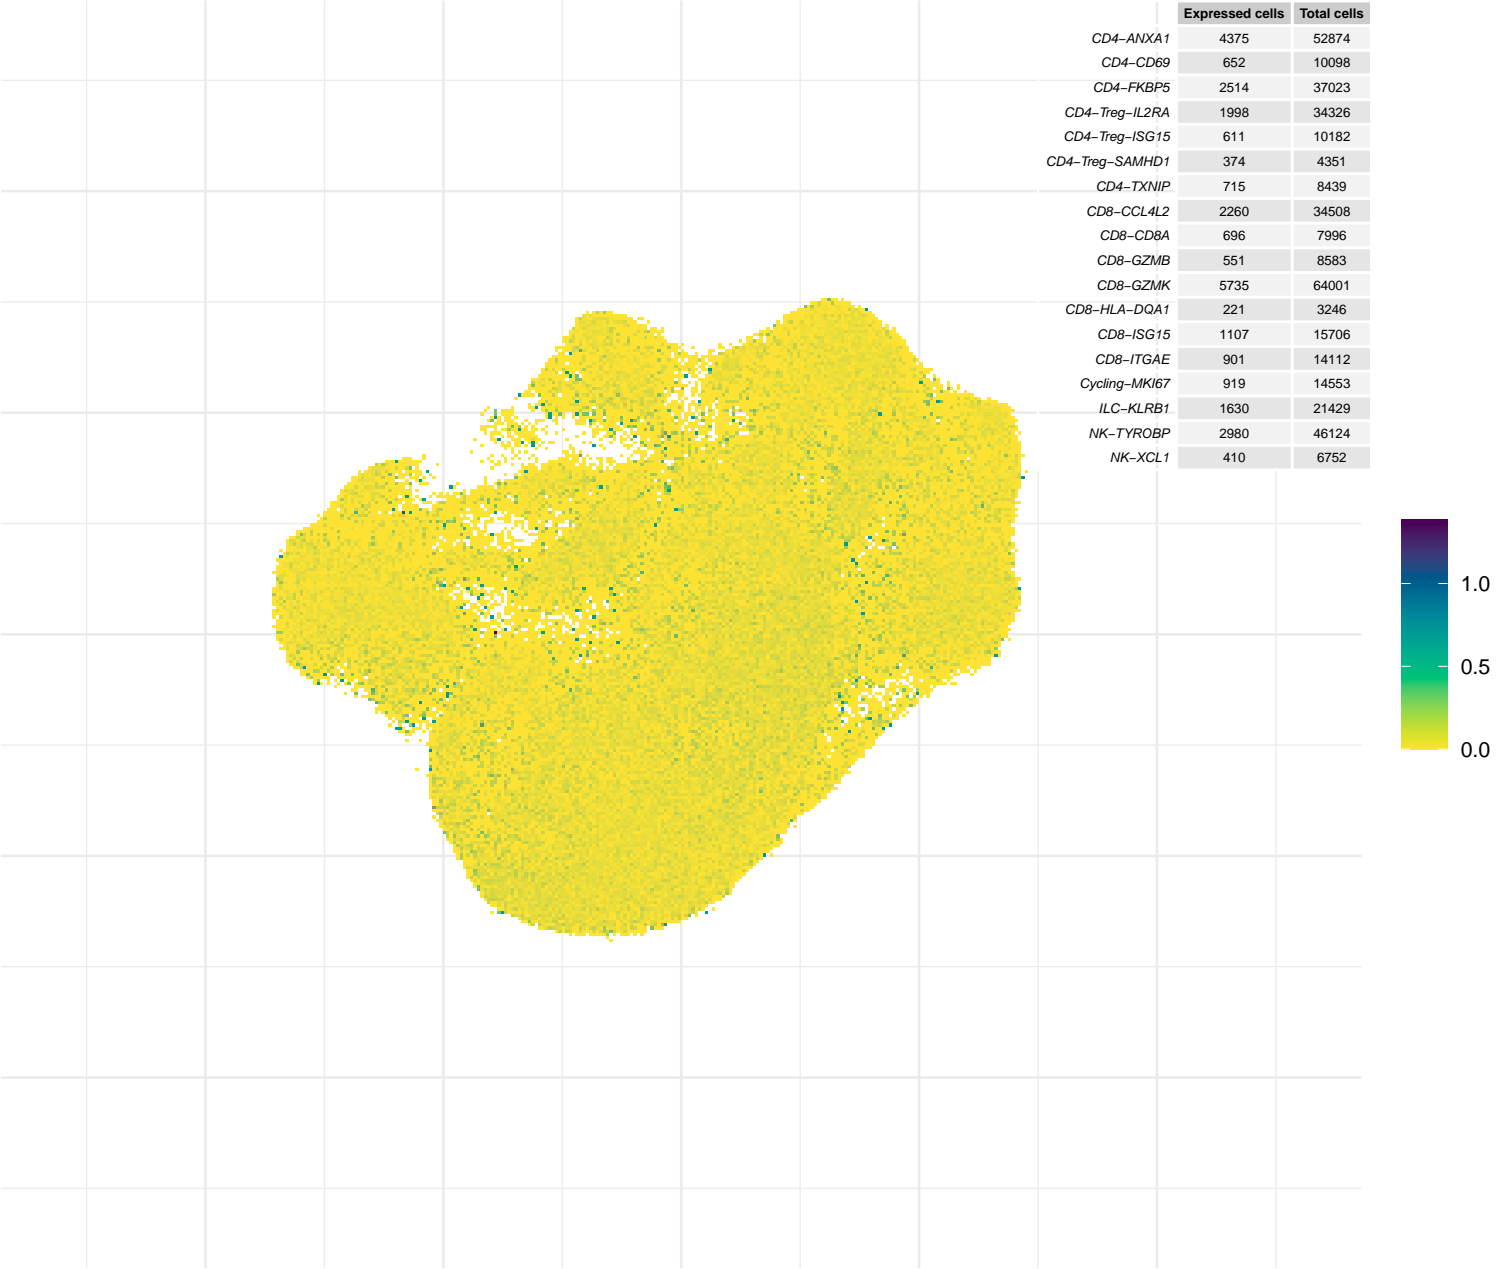 Expressed cells Total cells
CD4−ANXA1 4375 52874
CD4−CD69 652 10098
CD4−FKBP5 2514 37023
CD4−Treg−IL2RA 1998 34326
CD4−Treg−ISG15 611 10182
CD4−Treg−SAMHD1 374 4351
CD4−TXNIP 715 8439
CD8−CCL4L2 2260 34508
CD8−CD8A 696 7996
CD8−GZMB 551 8583
CD8−GZMK 5735 64001
CD8−HLA−DQA1 221 3246
CD8−ISG15 1107 15706
CD8−ITGAE 901 14112
Cycling−MKI67 919 14553
ILC−KLRB1 1630 21429
NK−TYROBP 2980 46124
NK−XCL1 410 6752
1.0
0.5
0.0